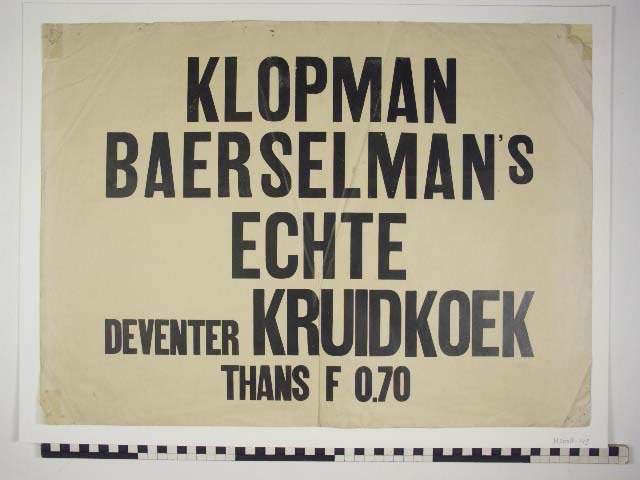 KLOPMAN
BAERSELMAN'S
ECHTE
DEVENTER KRUIDKOEK
THANS F 0.70